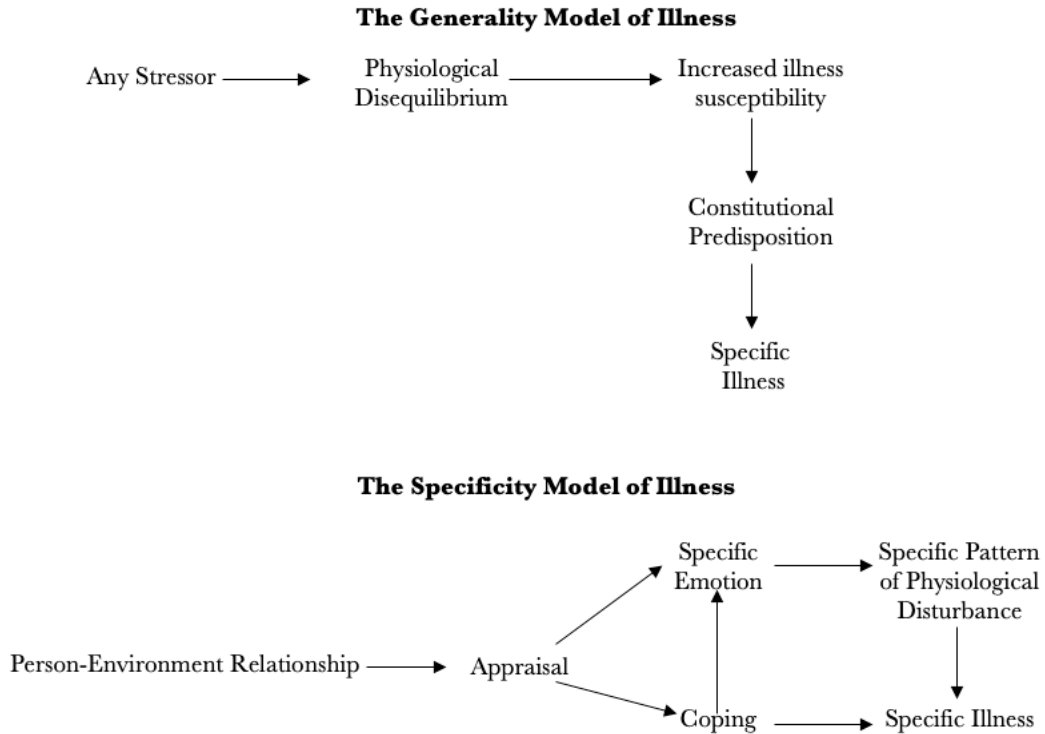 The Generality Model of Illness
Any Stressor
Physiological
Disequilibrium
Increased illness
susceptibility
Constitutional
Predisposition
Specific
Illness
The Specificity Model of Illness
Person-Environment Relationship
Appraisal
Specific
Emotion
Coping
Specific Pattern
of Physiological
Disturbance
Specific Illness